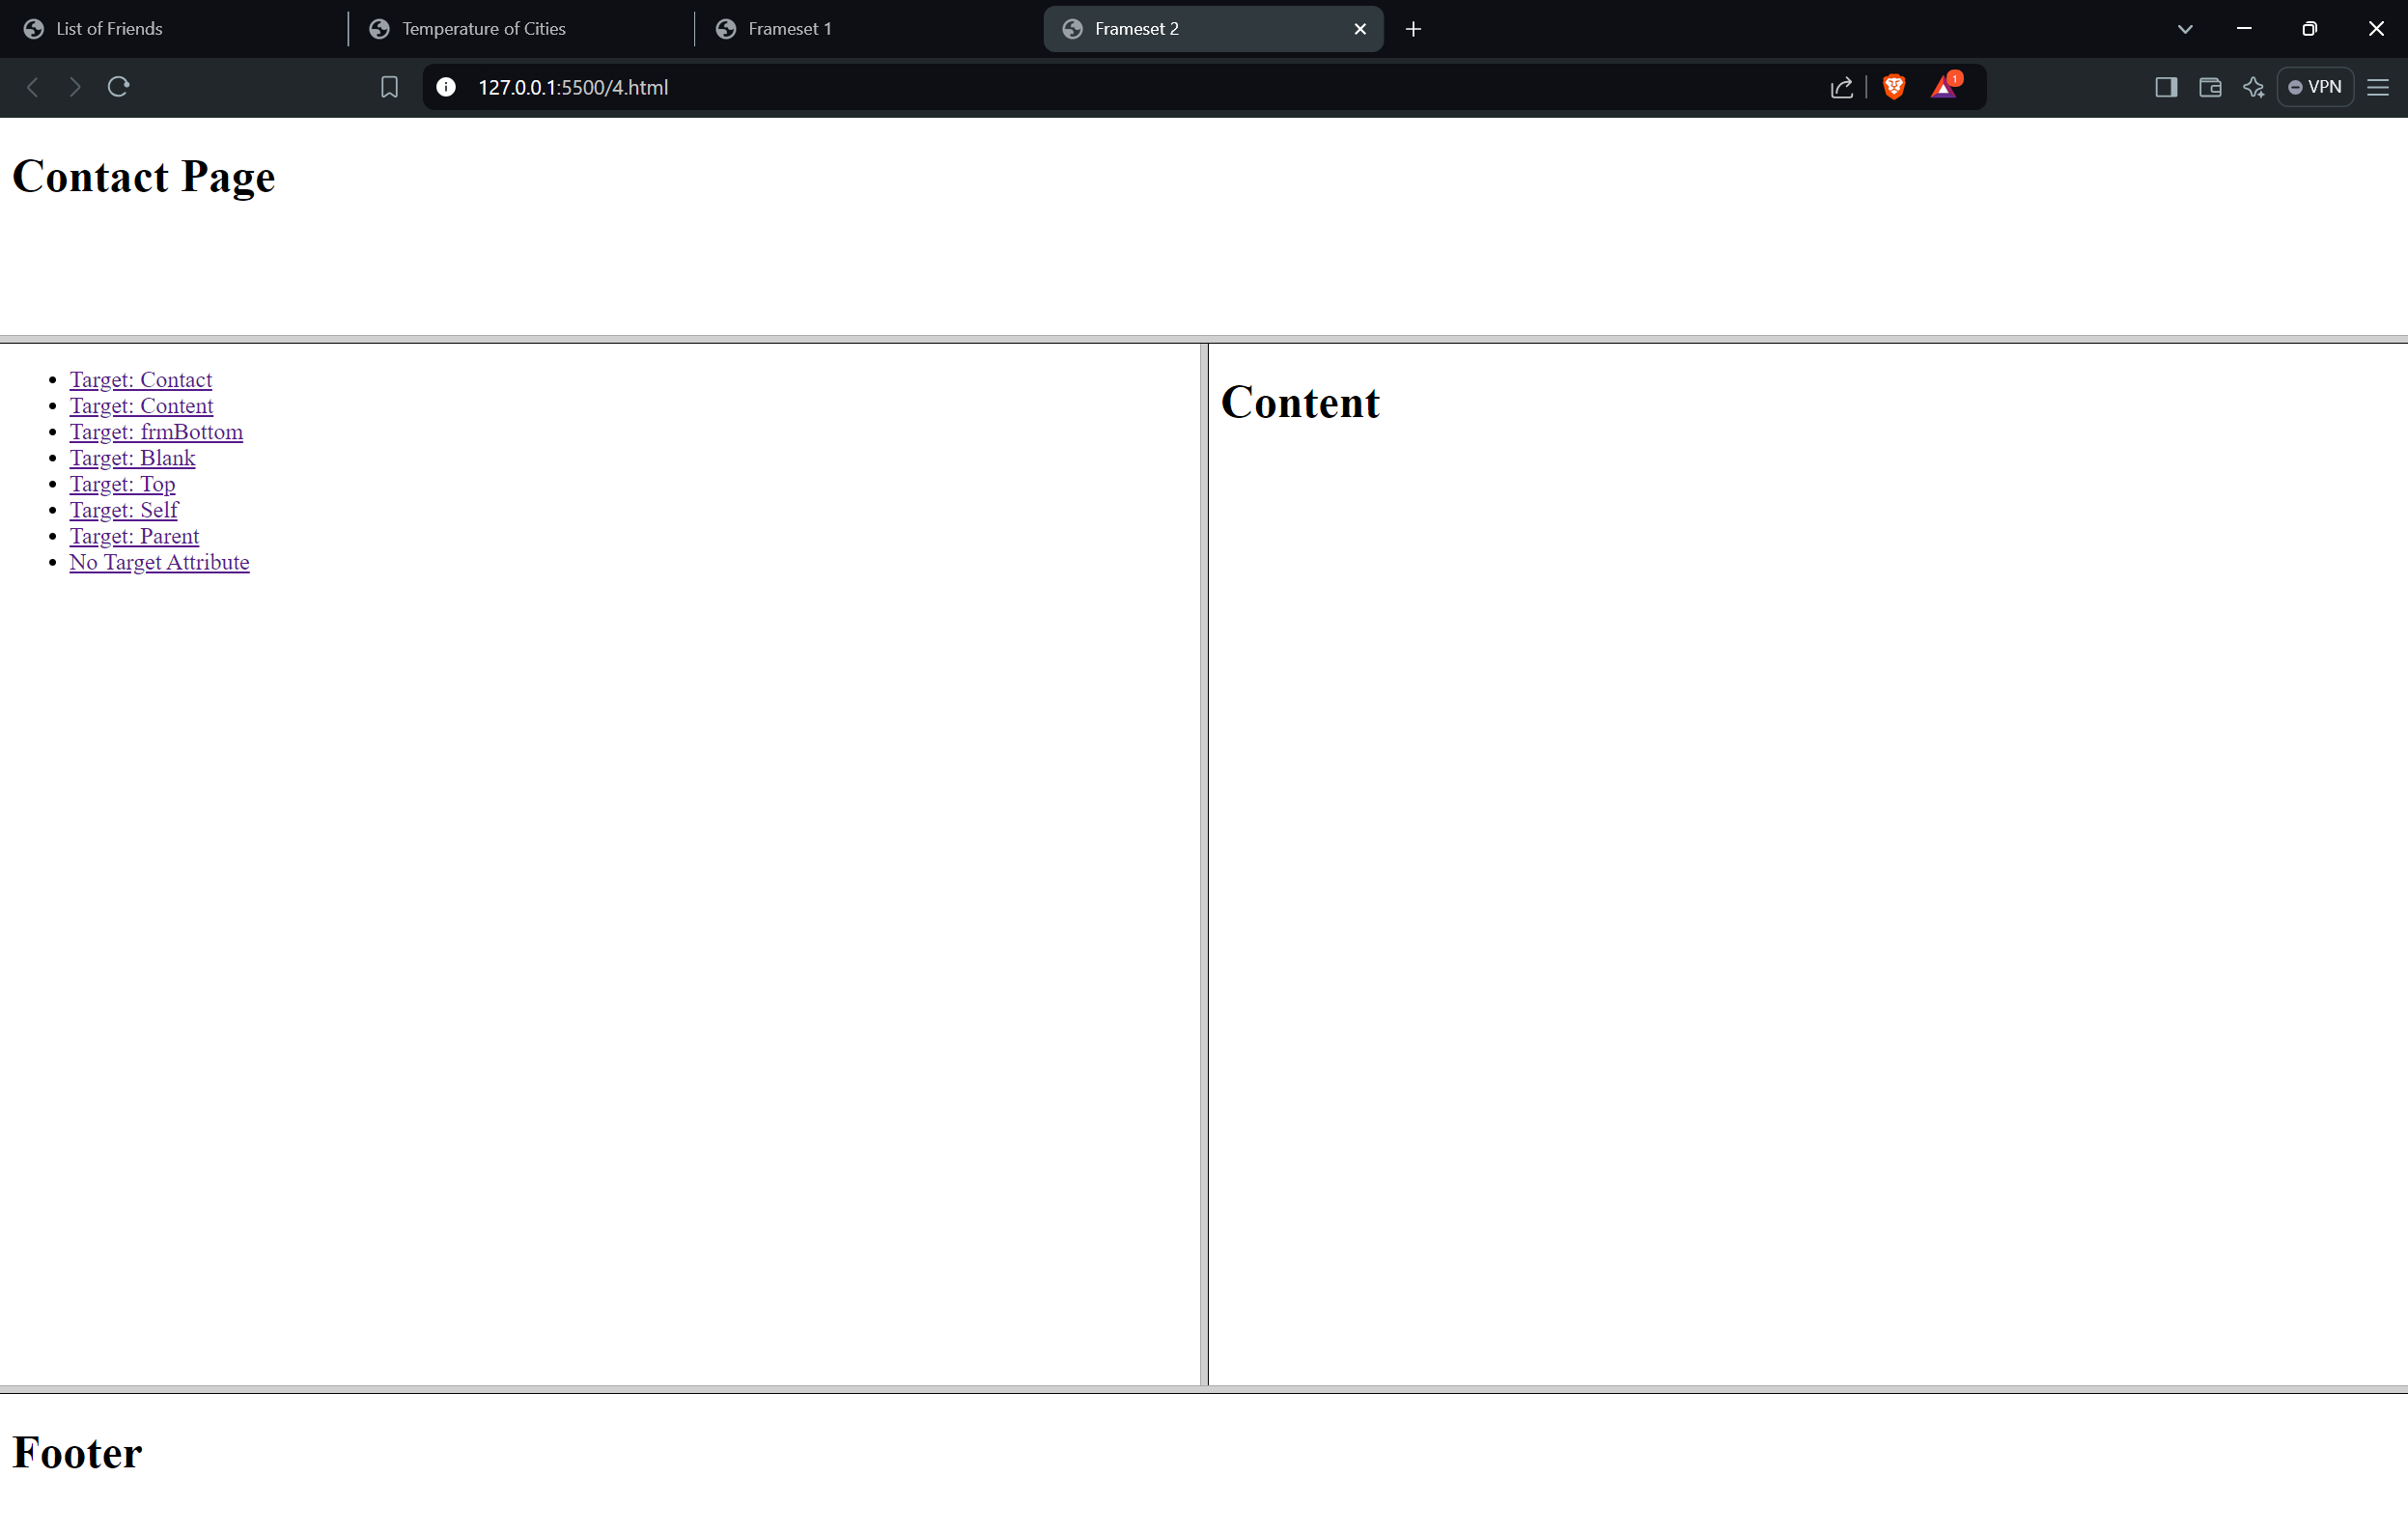 List of Friends
Temperature of Cities
Frameset 1
Frameset 2
127.0.0.1:5500/4.html
1
VPN
Contact Page
Target: Contact
Target: Content
Target: frmBottom
Target: Blank
Target: Top
Target: Self
Target: Parent
No Target Attribute
Content
Footer